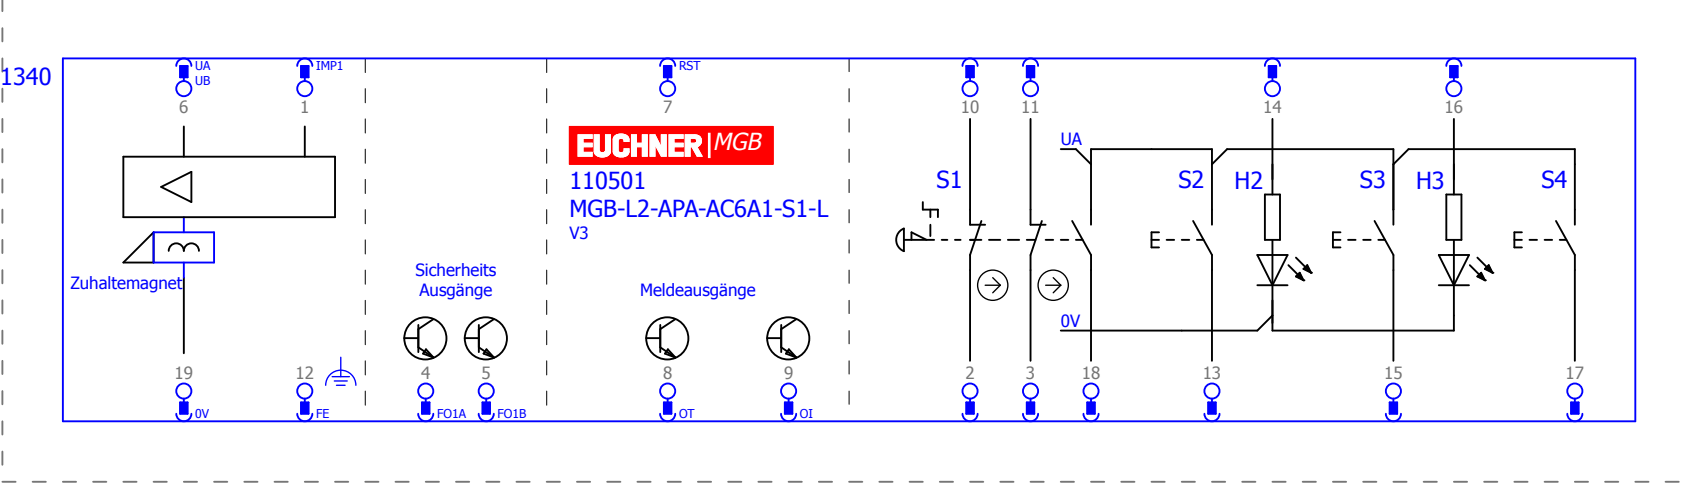 1340
UA
UB
IMP1
RST
6
1
7
10
11
14
16
EUCHNER MGB
110501
MGB-L2-APA-AC6A1-S1-L
V3
UA
S1
S2
H2
S3
H3
S4
Zuhaltemagnet
Sicherheits
Ausgänge
Meldeausgänge
0V
19
12
4
5
8
9
2
3
18
13
15
17
0V
FE
FO1A
FO1B
OT
OI